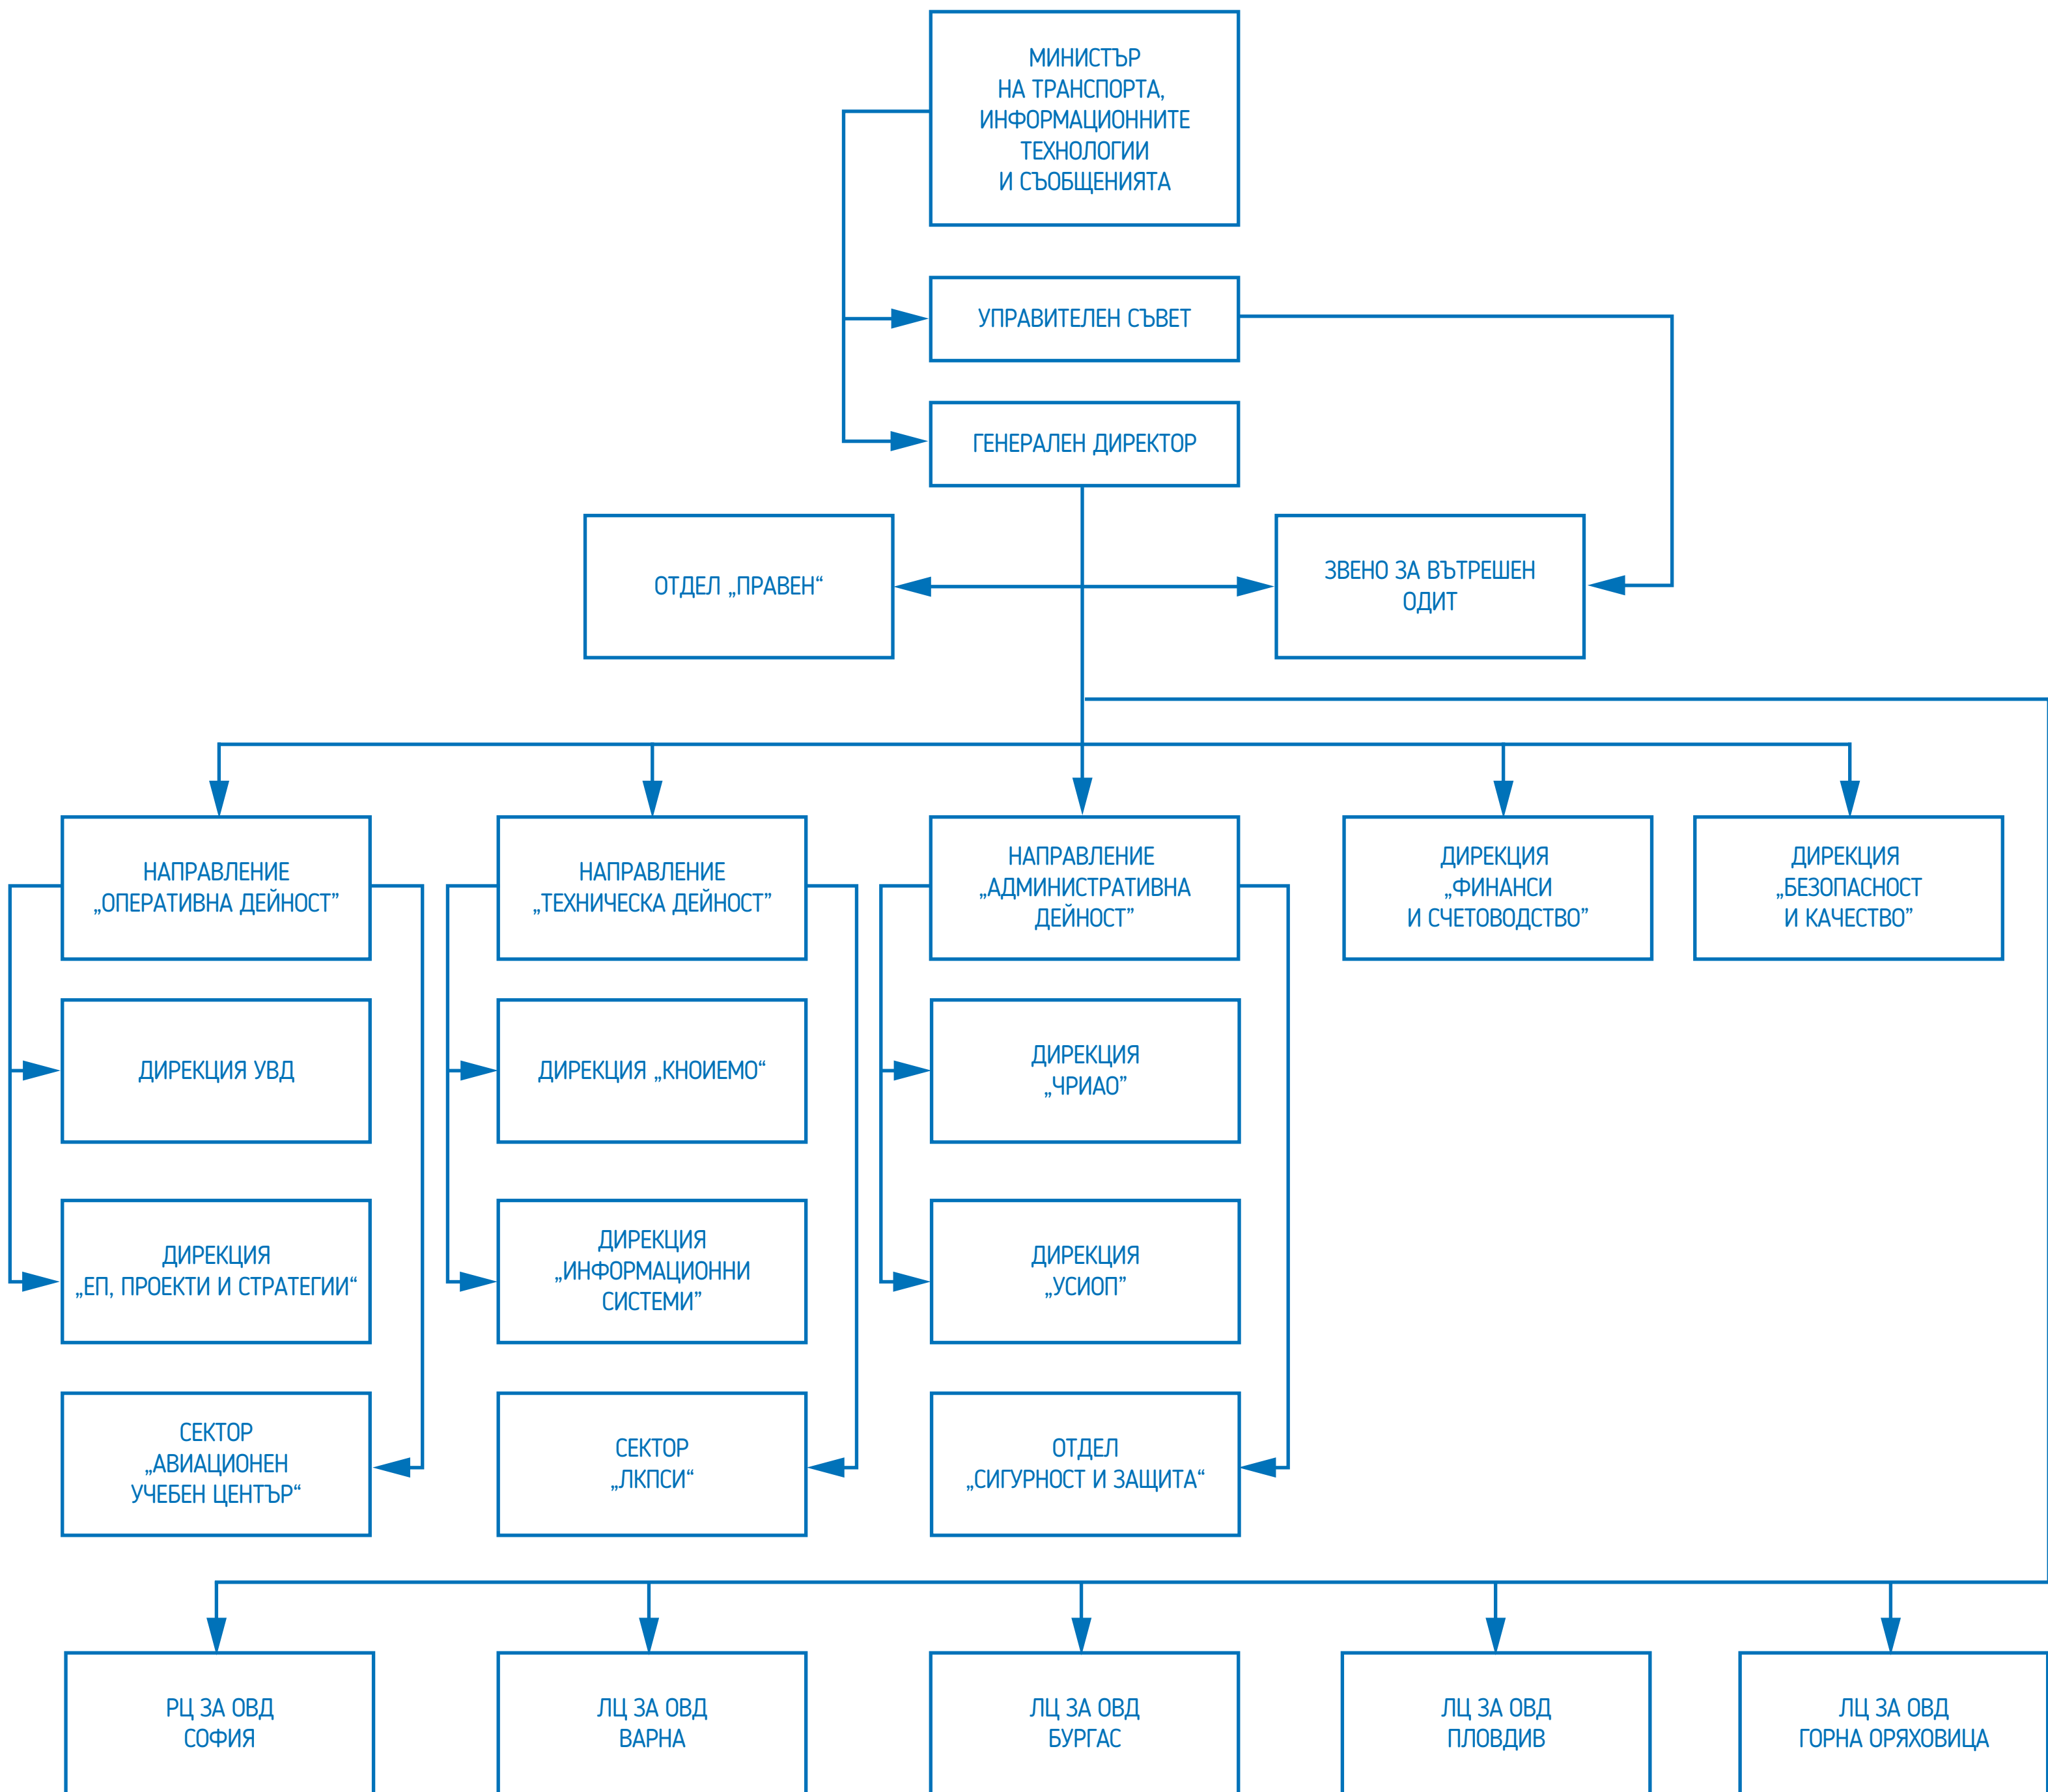 МИНИСТЪР
НА ТРАНСПОРТА,
ИНФОРМАЦИОННИТЕ
ТЕХНОЛОГИИ
И СЪОБЩЕНИЯТА
УПРАВИТЕЛЕН СЪВЕТ
ГЕНЕРАЛЕН ДИРЕКТОР
ОТДЕЛ „ПРАВЕН“
ЗВЕНО ЗА ВЪТРЕШЕН
ОДИТ
НАПРАВЛЕНИЕ
„ОПЕРАТИВНА ДЕЙНОСТ”
НАПРАВЛЕНИЕ
„ТЕХНИЧЕСКА ДЕЙНОСТ”
НАПРАВЛЕНИЕ
„АДМИНИСТРАТИВНА
ДЕЙНОСТ”
ДИРЕКЦИЯ
„ФИНАНСИ
И СЧЕТОВОДСТВО”
ДИРЕКЦИЯ
„БЕЗОПАСНОСТ
И КАЧЕСТВО”
ДИРЕКЦИЯ УВД
ДИРЕКЦИЯ „КНОИЕМО“
ДИРЕКЦИЯ
„ЧРИАО”
ДИРЕКЦИЯ
„ЕП, ПРОЕКТИ И СТРАТЕГИИ“
ДИРЕКЦИЯ
„ИНФОРМАЦИОННИ
СИСТЕМИ”
ДИРЕКЦИЯ
„УСИОП”
СЕКТОР
„АВИАЦИОНЕН
УЧЕБЕН ЦЕНТЪР“
СЕКТОР
„ЛКПСИ“
ОТДЕЛ
„СИГУРНОСТ И ЗАЩИТА“
РЦ ЗА ОВД
СОФИЯ
ЛЦ ЗА ОВД
ВАРНА
ЛЦ ЗА ОВД
БУРГАС
ЛЦ ЗА ОВД
ПЛОВДИВ
ЛЦ ЗА ОВД
ГОРНА ОРЯХОВИЦА